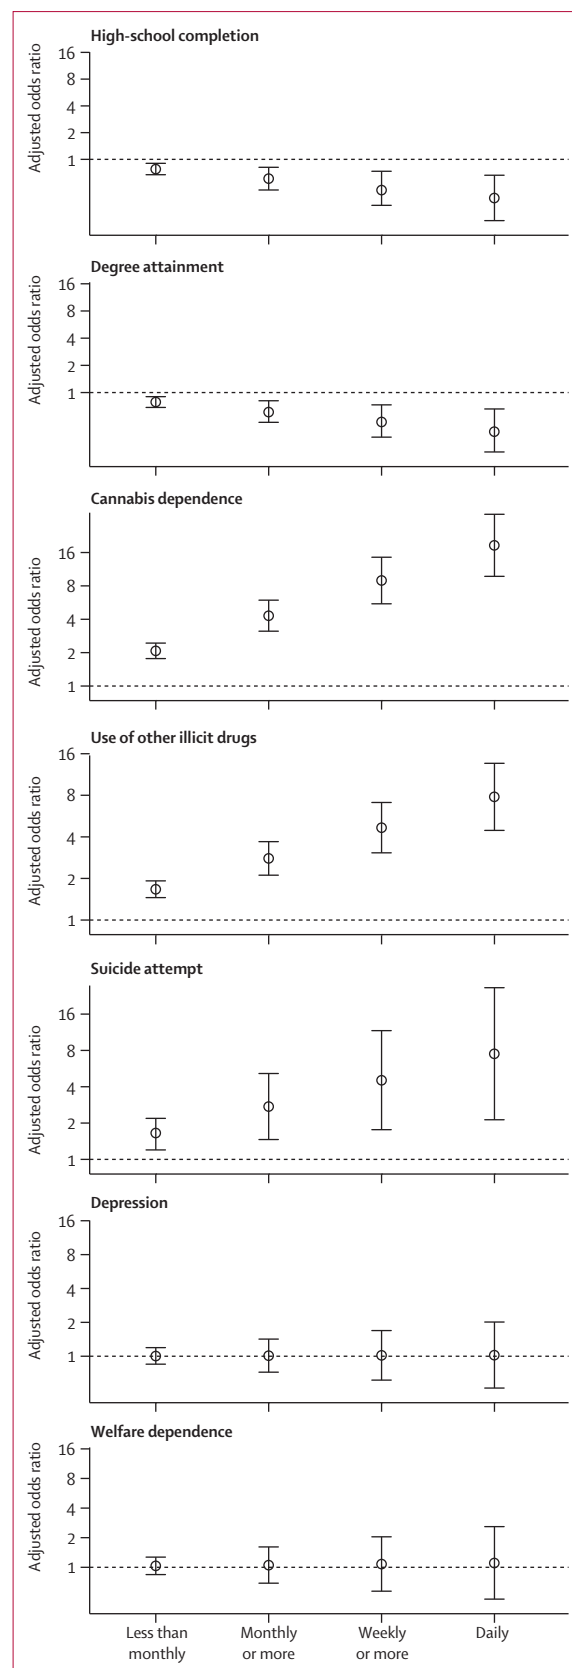 High-school completion
Adjusted odds ratio
16
8
4
2
1
Degree attainment
Adjusted odds ratio
16
8
4
2
1
Cannabis dependence
Adjusted odds ratio
16
8
4
2
1
Use of other illicit drugs
Adjusted odds ratio
16
8
4
2
1
Suicide attempt
Adjusted odds ratio
16
8
4
2
1
Depression
Adjusted odds ratio
16
8
4
2
1
Welfare dependence
Adjusted odds ratio
16
8
4
2
1
Less than
monthly
Monthly
or more
Weekly
or more
Daily